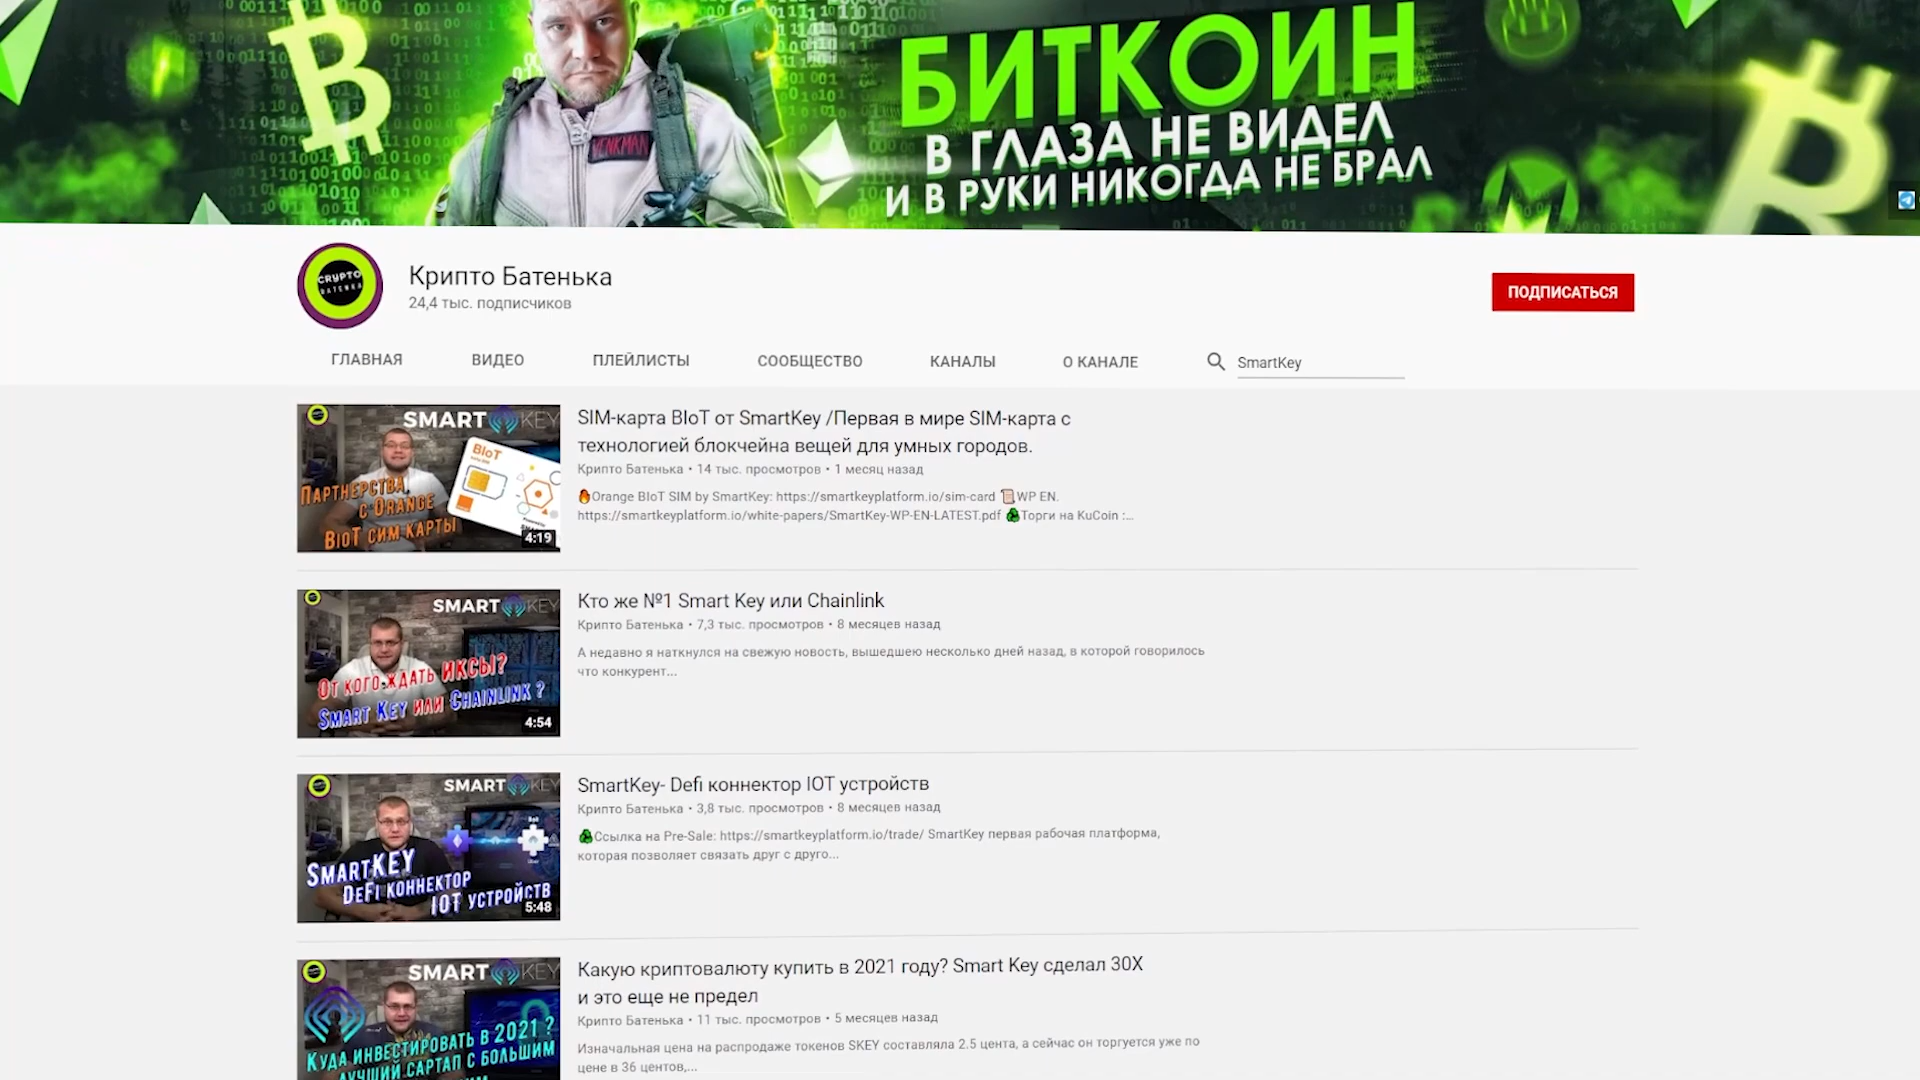 БИТКОИН
В ГЛАЗА НЕ ВИДЕЛ
И В РУКИ НИКОГДА НЕ БРАЛ
VENKMAN
CRYPTO
БАТЕНКА
Крипто Батенька
24,4 тыс. подписчиков
ПОДПИСАТЬСЯ
ГЛАВНАЯ ВИДЕО ПЛЕЙЛИСТЫ СООБЩЕСТВО КАНАЛЫ О КАНАЛЕ SmartKey
SMART KEY
BIoT
ПАРТНЕРСТВА
С ORANGE
BIOT СИМ КАРТЫ
4:19
SIM-карта BIoT от SmartKey /Первая в мире SIM-карта с
технологией блокчейна вещей для умных городов.
Крипто Батенька • 14 тыс. просмотров • 1 месяц назад
Orange BIoT SIM by SmartKey: https://smartkeyplatform.io/sim-card WP EN.
https://smartkeyplatform.io/white-papers/SmartKey-WP-EN-LATEST.pdf Торги на KuCoin :...
SMART KEY
ОТ КОГО ЖДАТЬ ИКСЫ?
SMART KEY ИЛИ CHAINLINK ?
4:54
Кто же №1 Smart Key или Chainlink
Крипто Батенька • 7,3 тыс. просмотров • 8 месяцев назад
А недавно я наткнулся на свежую новость, вышедшею несколько дней назад, в которой говорилось
что конкурент...
SMART KEY
SMARTKEY
DEFI КОННЕКТОР
IOT УСТРОЙСТВ
5:48
SmartKey- Defi коннектор IOT устройств
Крипто Батенька • 3,8 тыс. просмотров • 8 месяцев назад
Ссылка на Pre-Sale: https://smartkeyplatform.io/trade/ SmartKey первая рабочая платформа,
которая позволяет связать друг с друго...
SMART KEY
КУДА ИНВЕСТИРОВАТЬ В 2021 ?
ЛУЧШИЙ САРТАП С БОЛЬШИМ
Какую криптовалюту купить в 2021 году? Smart Key сделал 30X
и это еще не предел
Крипто Батенька • 11 тыс. просмотров • 5 месяцев назад
Изначальная цена на распродаже токенов SKEY составляла 2.5 цента, а сейчас он торгуется уже по
цене в 36 центов,...